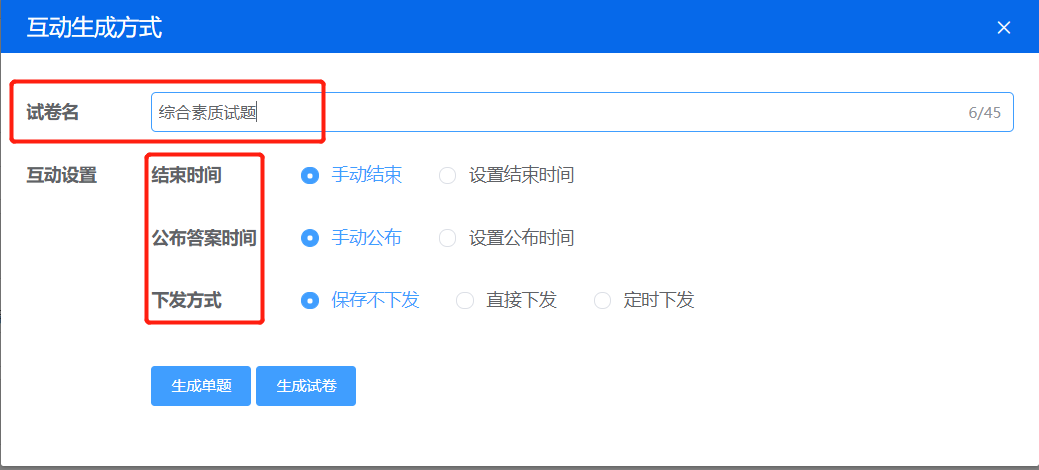 互动生成方式
试卷名 综合素质试题 6/45
互动设置 结束时间 手动结束 设置结束时间
公布答案时间 手动公布 设置公布时间
下发方式 保存不下发 直接下发 定时下发
生成单题 生成试卷